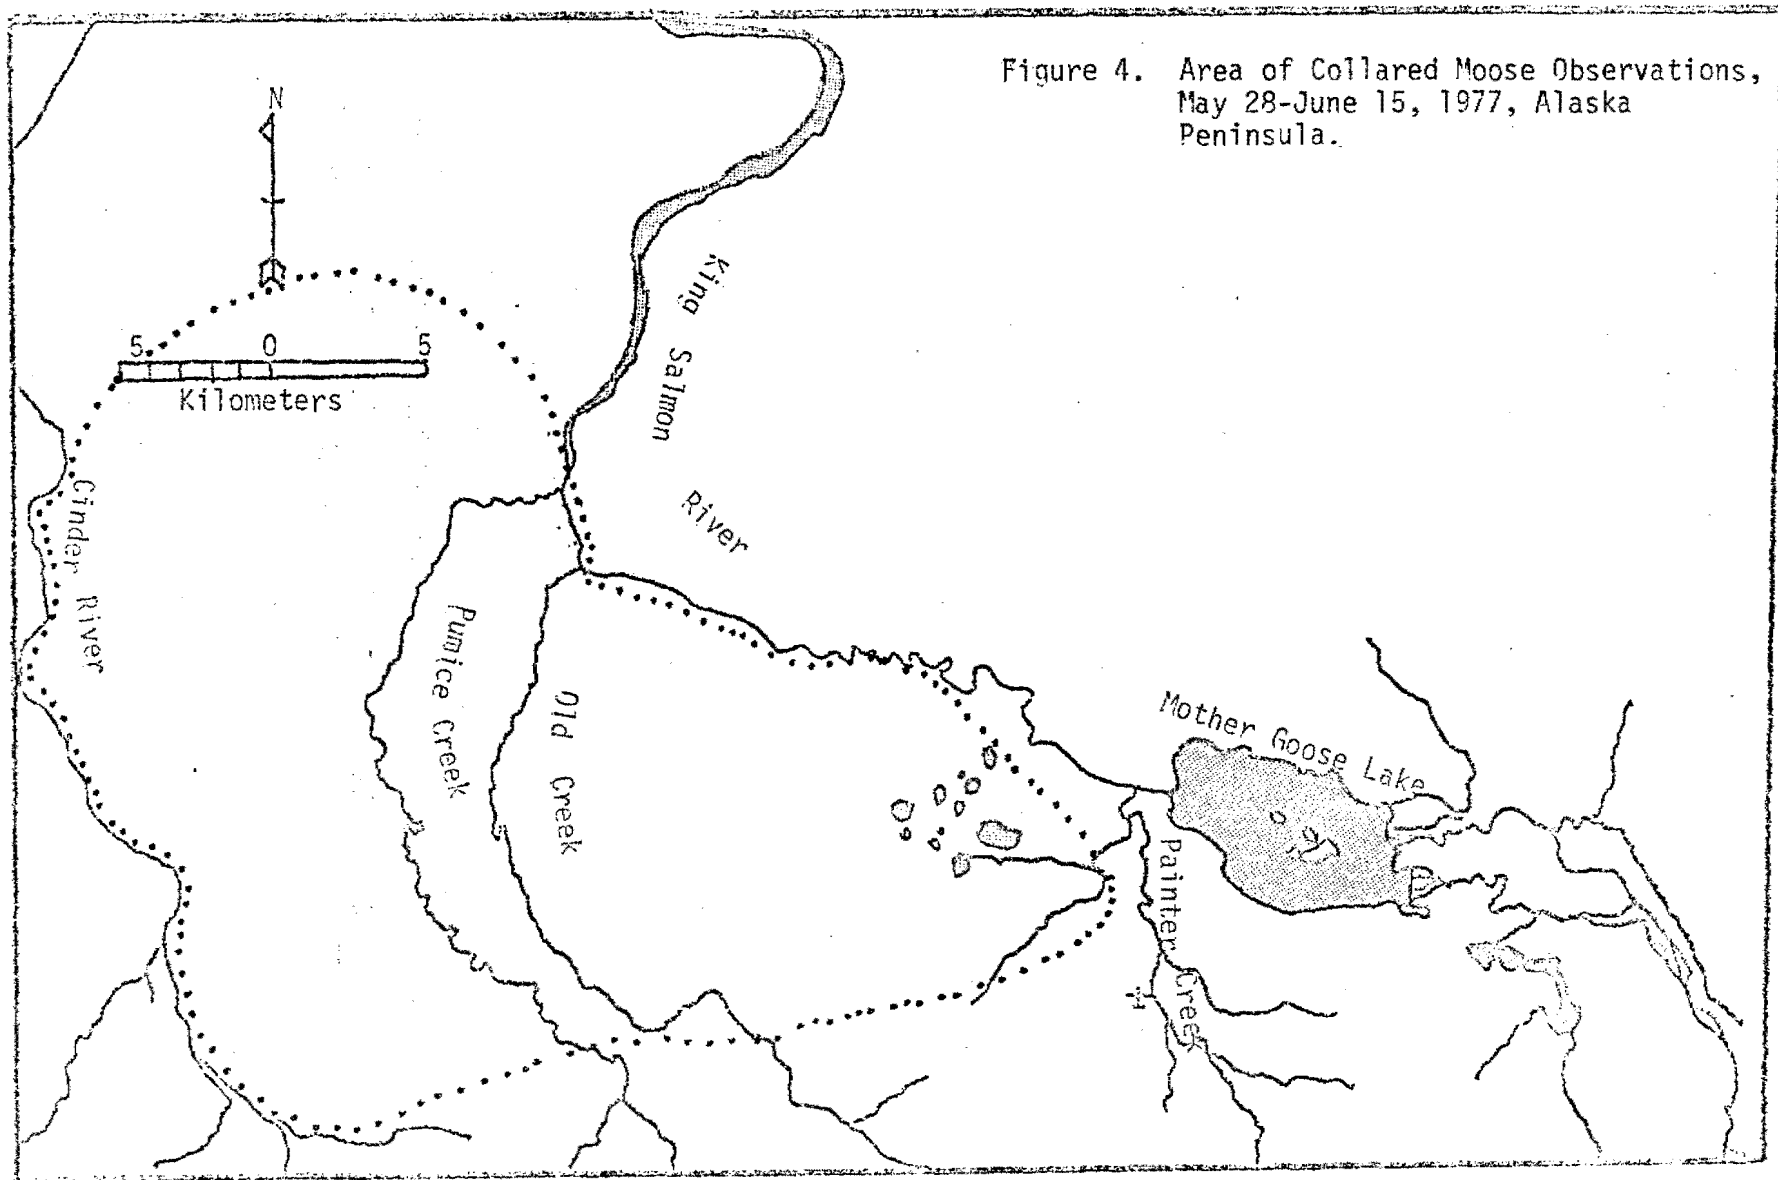 Figure 4. Area of Collared Moose Observations,
May 28-June 15, 1977, Alaska
Peninsula.
N
5 0 5
Kilometers
King Salmon River
Cinder River
Pumice Creek
Old Creek
Mother Goose Lake
Painter Creek